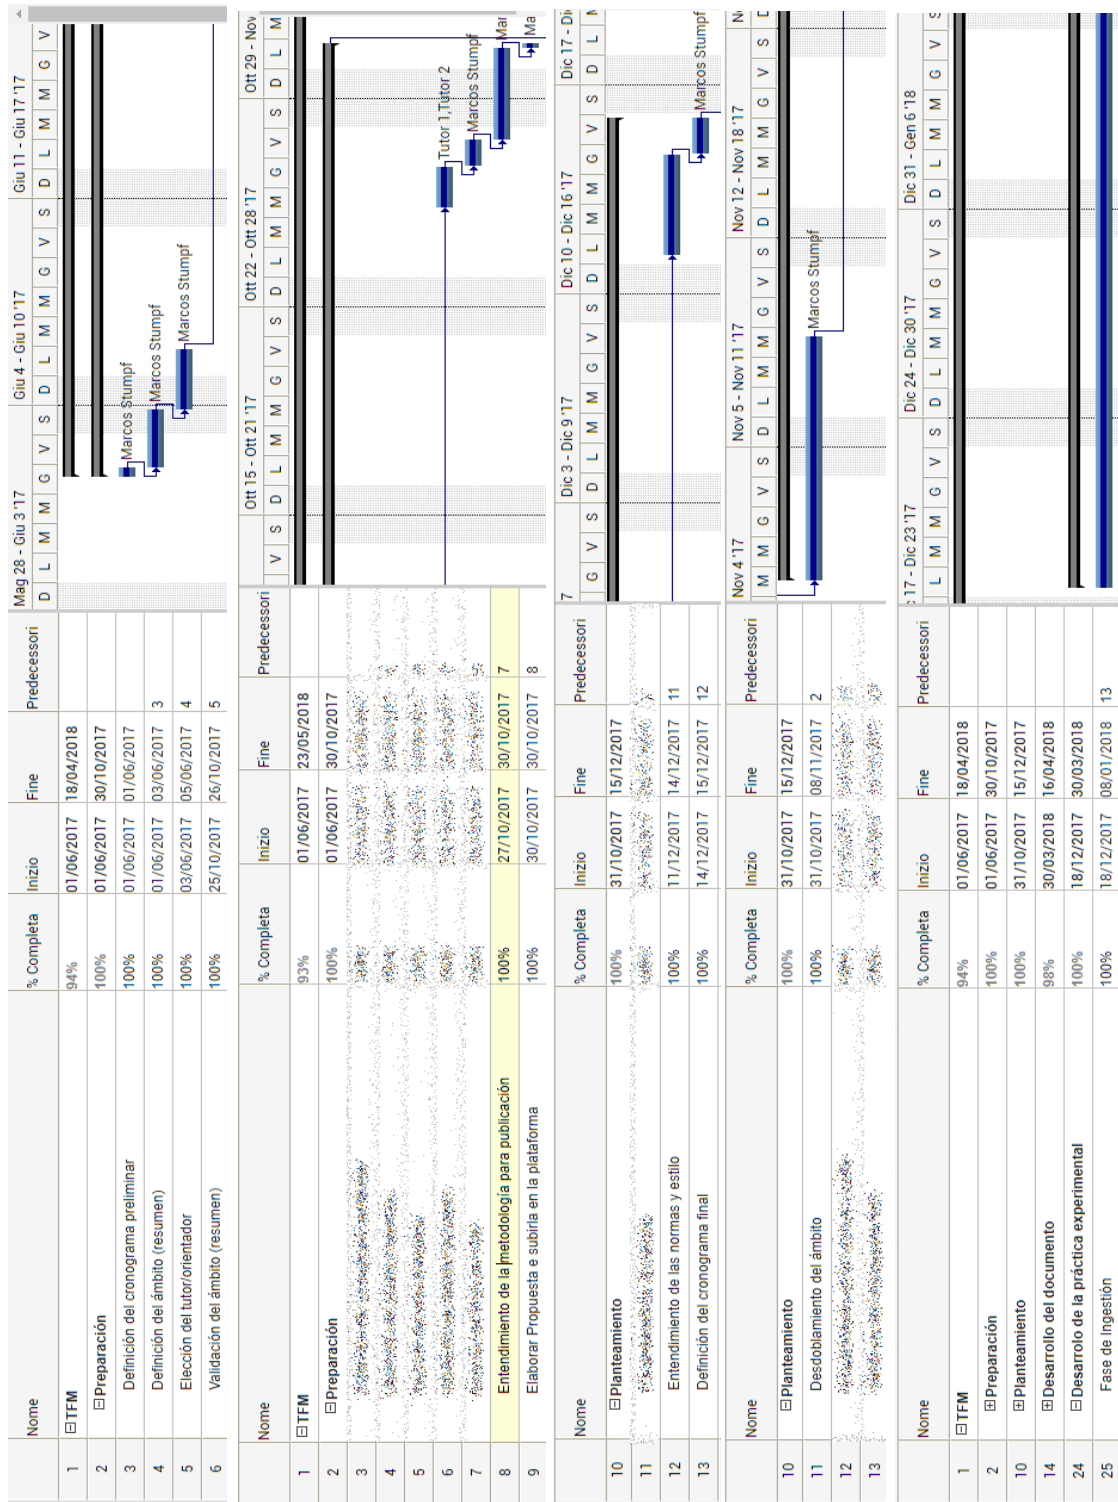 Nome % Completa Inizio Fine Predecessori Mag 28 - Giu 3 '17 Giu 4 - Giu 10 '17 Giu 11 - Giu 17 '17
D L M M G V S D L M M G V S D L M M G V
1 TFM 94% 01/06/2017 18/04/2018
2 Preparación 100% 01/06/2017 30/10/2017
3 Definición del cronograma preliminar 100% 01/06/2017 01/06/2017 Marcos Stumpf
4 Definición del ámbito (resumen) 100% 01/06/2017 03/06/2017 3 Marcos Stumpf
5 Elección del tutor/orientador 100% 03/06/2017 05/06/2017 4 Marcos Stumpf
6 Validación del ámbito (resumen) 100% 25/10/2017 26/10/2017 5
Nome % Completa Inizio Fine Predecessori Ott 15 - Ott 21 '17 Ott 22 - Ott 28 '17 Ott 29 - Nov
V S D L M M G V S D L M M G V S D L M
1 TFM 93% 01/06/2017 23/05/2018
2 Preparación 100% 01/06/2017 30/10/2017
3
4
5
6 Tutor 1,Tutor 2
7 Marcos Stumpf
8 Entendimiento de la metodología para publicación 100% 27/10/2017 30/10/2017 7 Mar
9 Elaborar Propuesta e subirla en la plataforma 100% 30/10/2017 30/10/2017 8 Ma
Nome % Completa Inizio Fine Predecessori 7 Dic 3 - Dic 9 '17 Dic 10 - Dic 16 '17 Dic 17 - Di
G V S D L M M G V S D L M M G V S D L M
10 Planteamiento 100% 31/10/2017 15/12/2017
11
12 Entendimiento de las normas y estilo 100% 11/12/2017 14/12/2017 11
13 Definición del cronograma final 100% 14/12/2017 15/12/2017 12 Marcos Stumpf
Nome % Completa Inizio Fine Predecessori Nov 4 '17 Nov 5 - Nov 11 '17 Nov 12 - Nov 18 '17 N
M M G V S D L M M G V S D L M M G V S D
10 Planteamiento 100% 31/10/2017 15/12/2017
11 Desdoblamiento del ámbito 100% 31/10/2017 08/11/2017 2 Marcos Stumpf
12
13
Nome % Completa Inizio Fine Predecessori 17 - Dic 23 '17 Dic 24 - Dic 30 '17 Dic 31 - Gen 6 '18
L M M G V S D L M M G V S D L M M G V S
1 TFM 94% 01/06/2017 18/04/2018
2 Preparación 100% 01/06/2017 30/10/2017
10 Planteamiento 100% 31/10/2017 15/12/2017
14 Desarrollo del documento 98% 30/03/2018 16/04/2018
24 Desarrolo de la práctica experimental 100% 18/12/2017 30/03/2018
25 Fase de Ingestión 100% 18/12/2017 08/01/2018 13